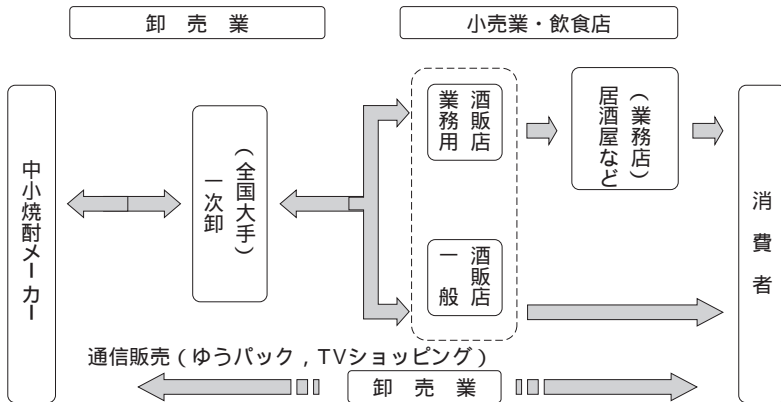 卸売業
小売業・飲食店
中小焼酎メーカー
一次卸
（全国大手）
業務用
酒販店
一般
酒販店
居酒屋など
（業務店）
消費者
通信販売（ゆうパック，TVショッピング）
卸売業